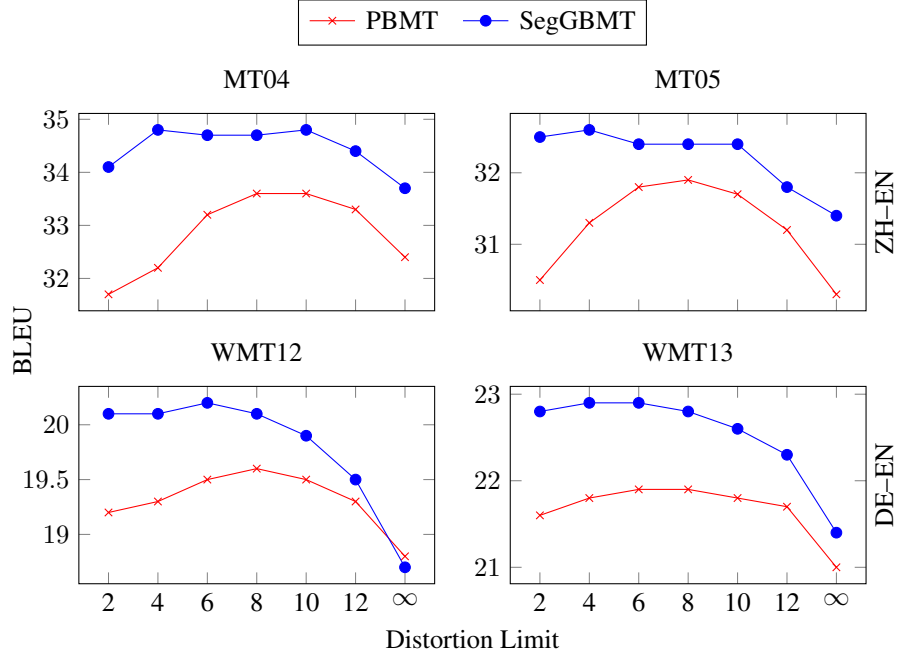 PBMT SegGBMT
MT04 MT05
35
34
33
32
32
31
ZH–EN
BLEU
WMT12 WMT13
20
19.5
19
23
22
21
DE–EN
2 4 6 8 10 12 ∞ 2 4 6 8 10 12 ∞
Distortion Limit